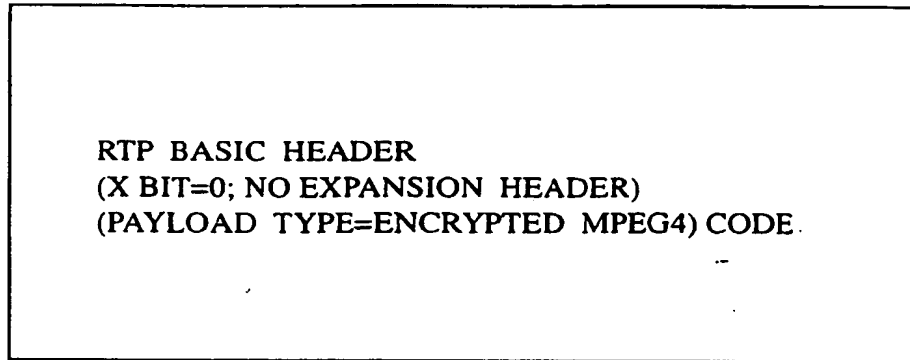 RTP BASIC HEADER
(X BIT=0; NO EXPANSION HEADER)
(PAYLOAD TYPE=ENCRYPTED MPEG4) CODE